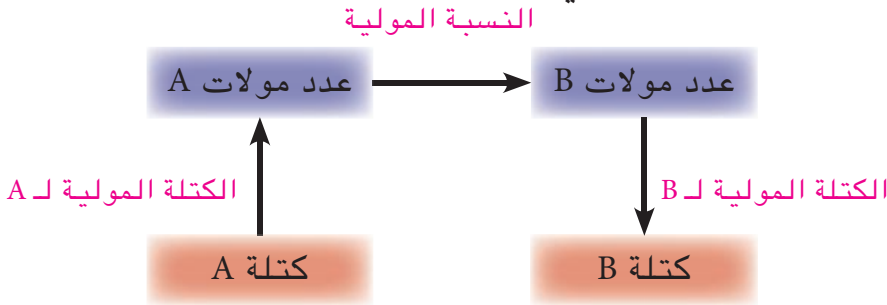 النسبة المولية
عدد مولات A
عدد مولات B
الكتلة المولية لـ A
الكتلة المولية لـ B
كتلة A
كتلة B